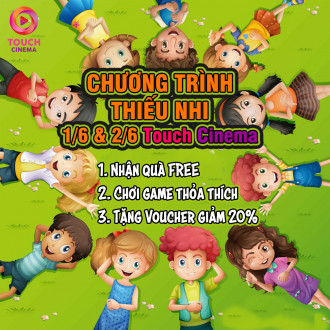 TOUCH
CINEMA
CHƯƠNG TRÌNH
THIẾU NHI
1/6 & 2/6 Touch Cinema
1. NHẬN QUÀ FREE
2. CHƠI GAME THỎA THÍCH
3. TẶNG VOUCHER GIẢM 20%